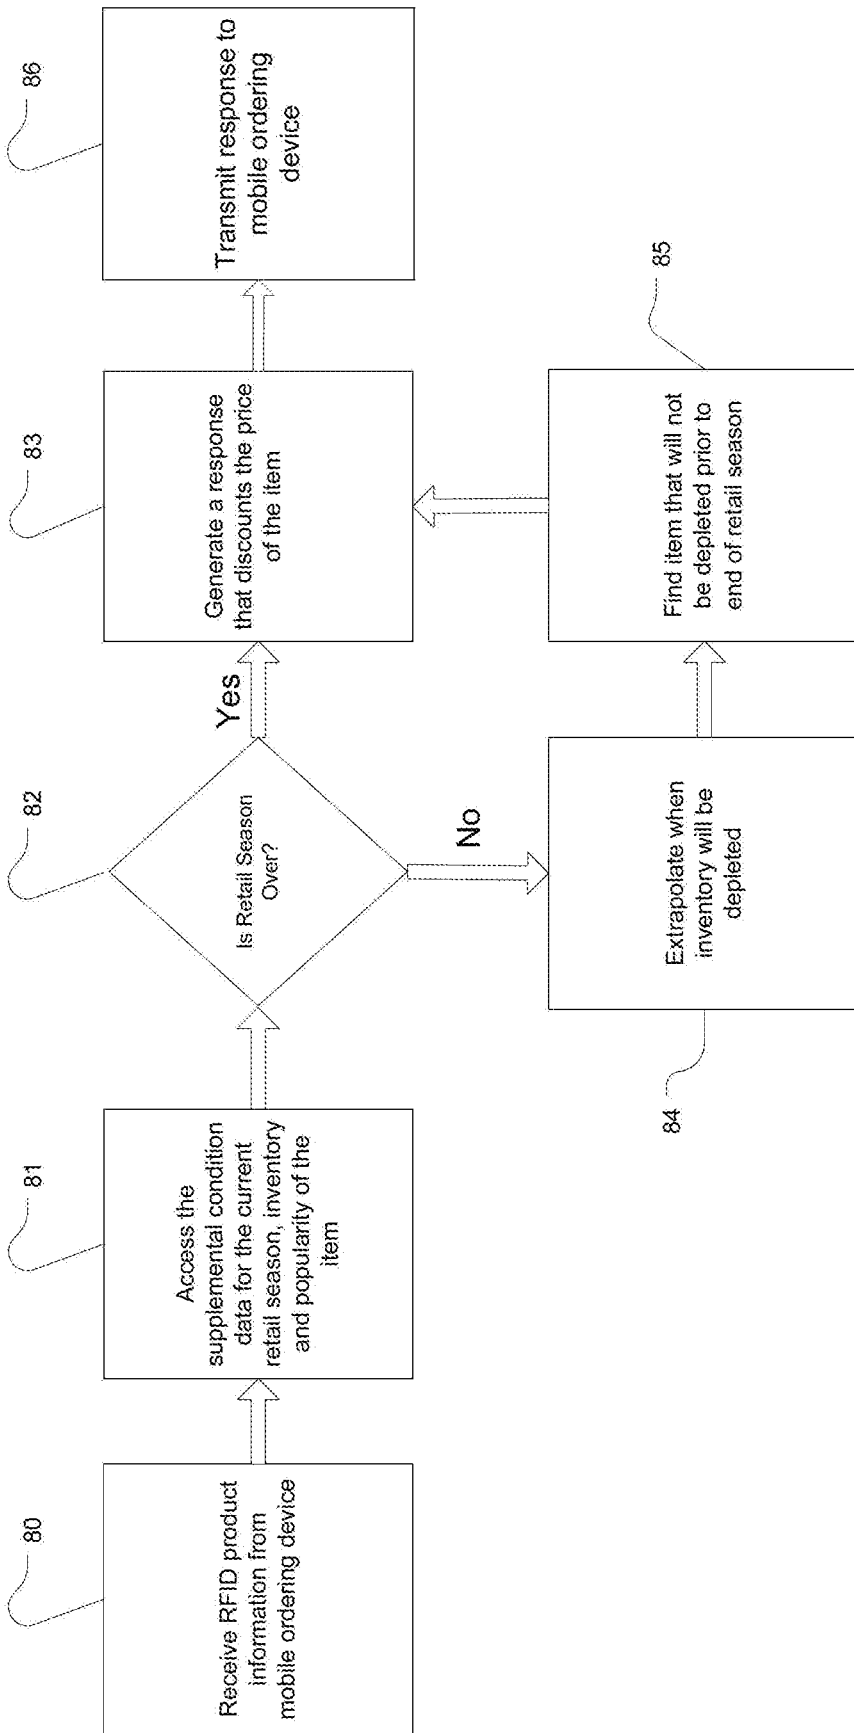 80
Receive RFID product
information from
mobile ordering device
81
Access the
supplemental condition
data for the current
retail season, inventory
and popularity of the
item
82
Is Retail Season
Over?
Yes
No
83
Generate a response
that discounts the price
of the item
86
Transmit response to
mobile ordering
device
84
Extrapolate when
inventory will be
depleted
85
Find item that will not
be depleted prior to
end of retail season